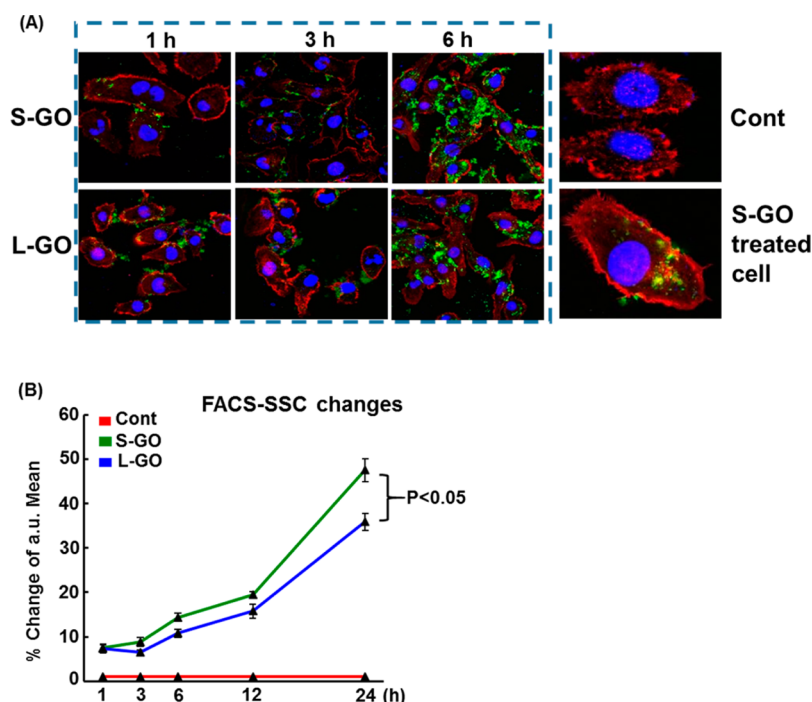 (A)
1 h 3 h 6 h
S-GO
Cont
L-GO
S-GO
treated
cell
(B)
FACS-SSC changes
Cont
S-GO
L-GO
% Change of a.u. Mean
60
50
40
30
20
10
0
P<0.05
1 3 6 12 24 (h)